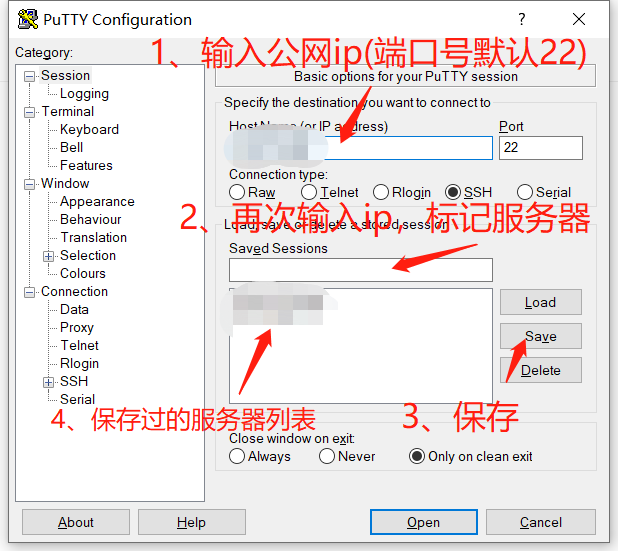 PuTTY Configuration
?
Category:
1、输入公网ip(端口号默认22)
Session
Logging
Terminal
Keyboard
Bell
Features
Window
Appearance
Behaviour
Translation
Selection
Colours
Connection
Data
Proxy
Telnet
Rlogin
SSH
Serial
Basic options for your PuTTY session
Specify the destination you want to connect to
Host Name (or IP address)
Port
22
Connection type:
Raw
Telnet
Rlogin
SSH
Serial
2、再次输入ip，标记服务器
Load, save or delete a stored session
Saved Sessions
Load
Save
Delete
4、保存过的服务器列表
3、保存
Close window on exit:
Always
Never
Only on clean exit
About
Help
Open
Cancel